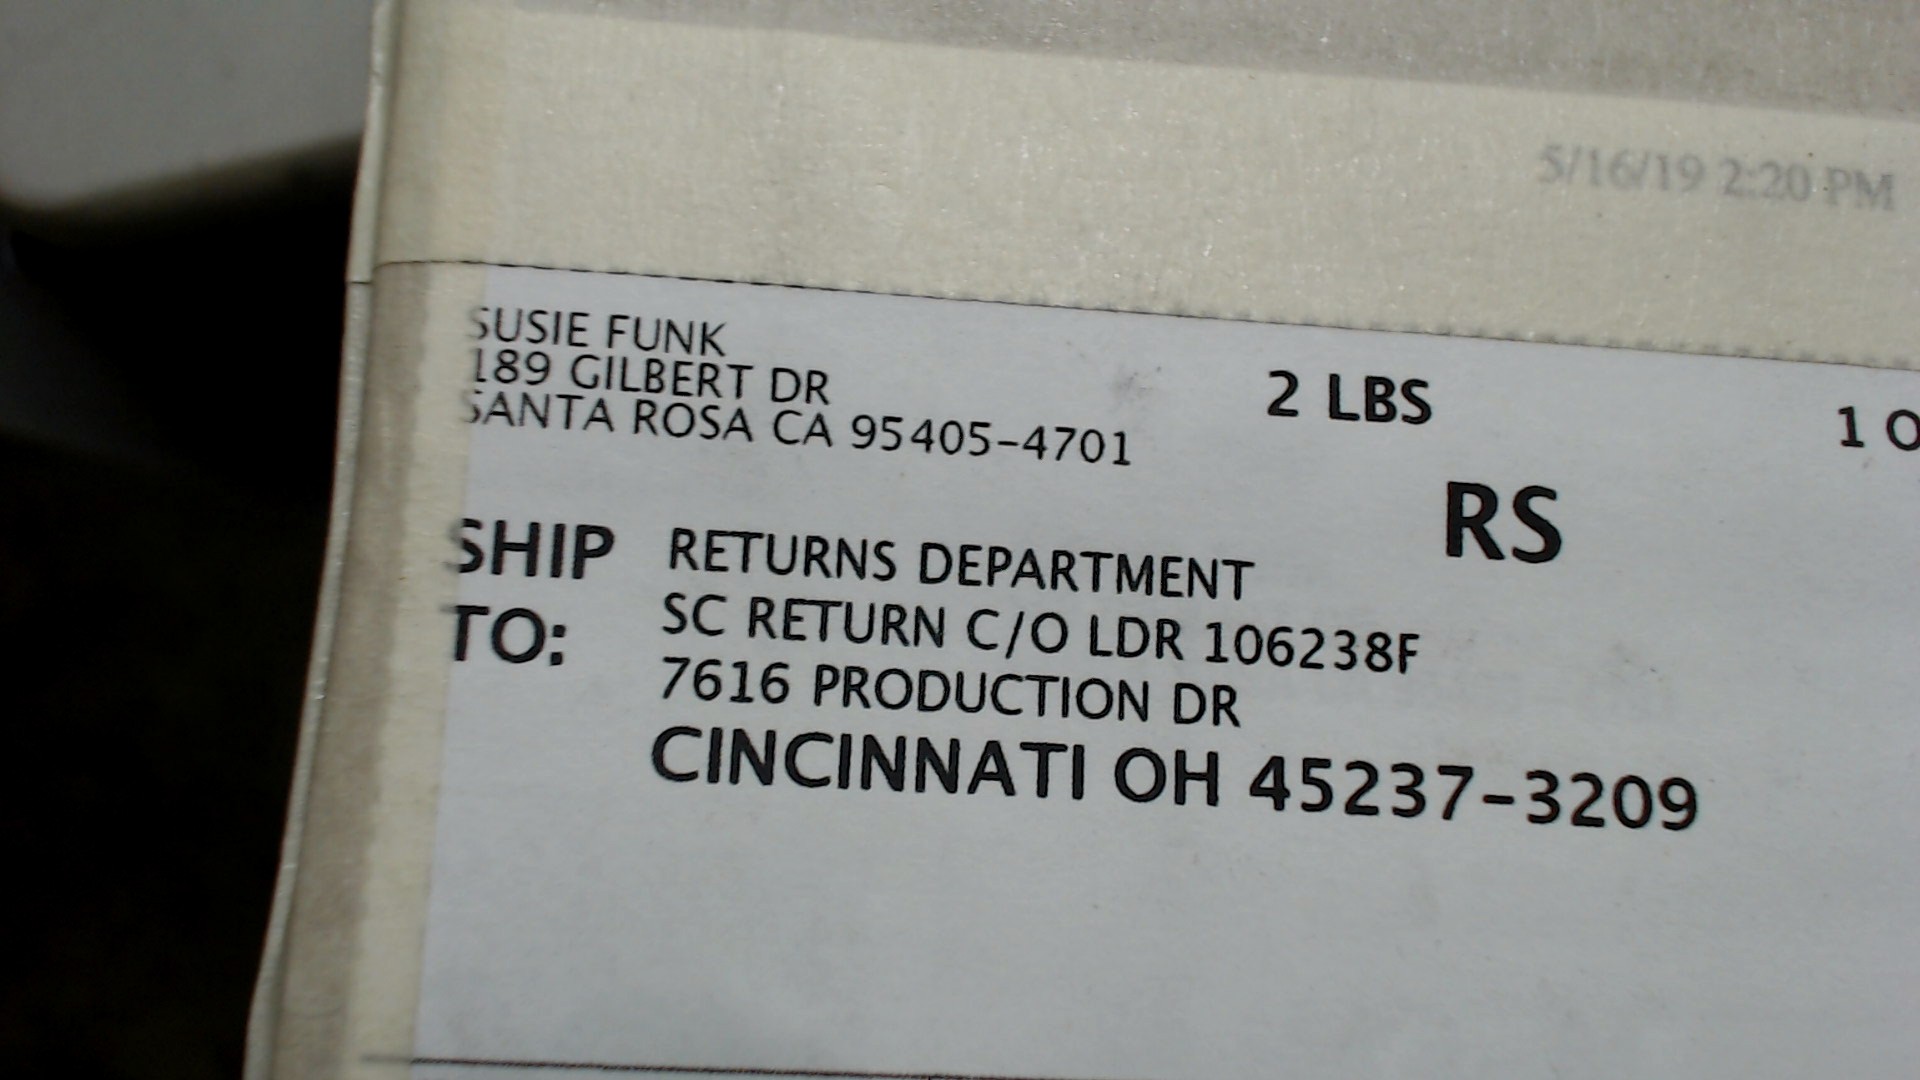 5/16/19 2:20 PM
SUSIE FUNK
189 GILBERT DR
SANTA ROSA CA 95405-4701
2 LBS
1 O
RS
SHIP TO:
RETURNS DEPARTMENT
SC RETURN C/O LDR 106238F
7616 PRODUCTION DR
CINCINNATI OH 45237-3209